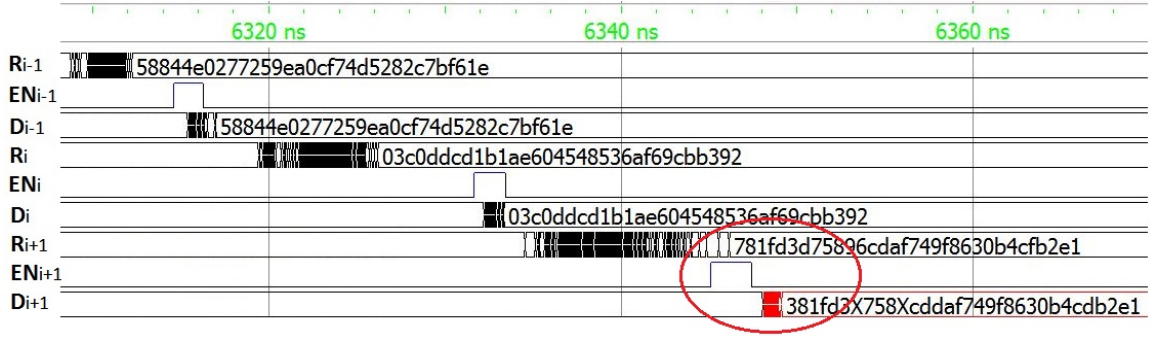 6320 ns 6340 ns 6360 ns
Ri-1 58844e0277259ea0cf74d5282c7bf61e
ENi-1
Di-1 58844e0277259ea0cf74d5282c7bf61e
Ri 03c0ddcd1b1ae604548536af69cbb392
ENi
Di 03c0ddcd1b1ae604548536af69cbb392
Ri+1 781fd3d75896cdaf749f8630b4cfb2e1
ENi+1
Di+1 381fd3X758Xcddaf749f8630b4cdb2e1